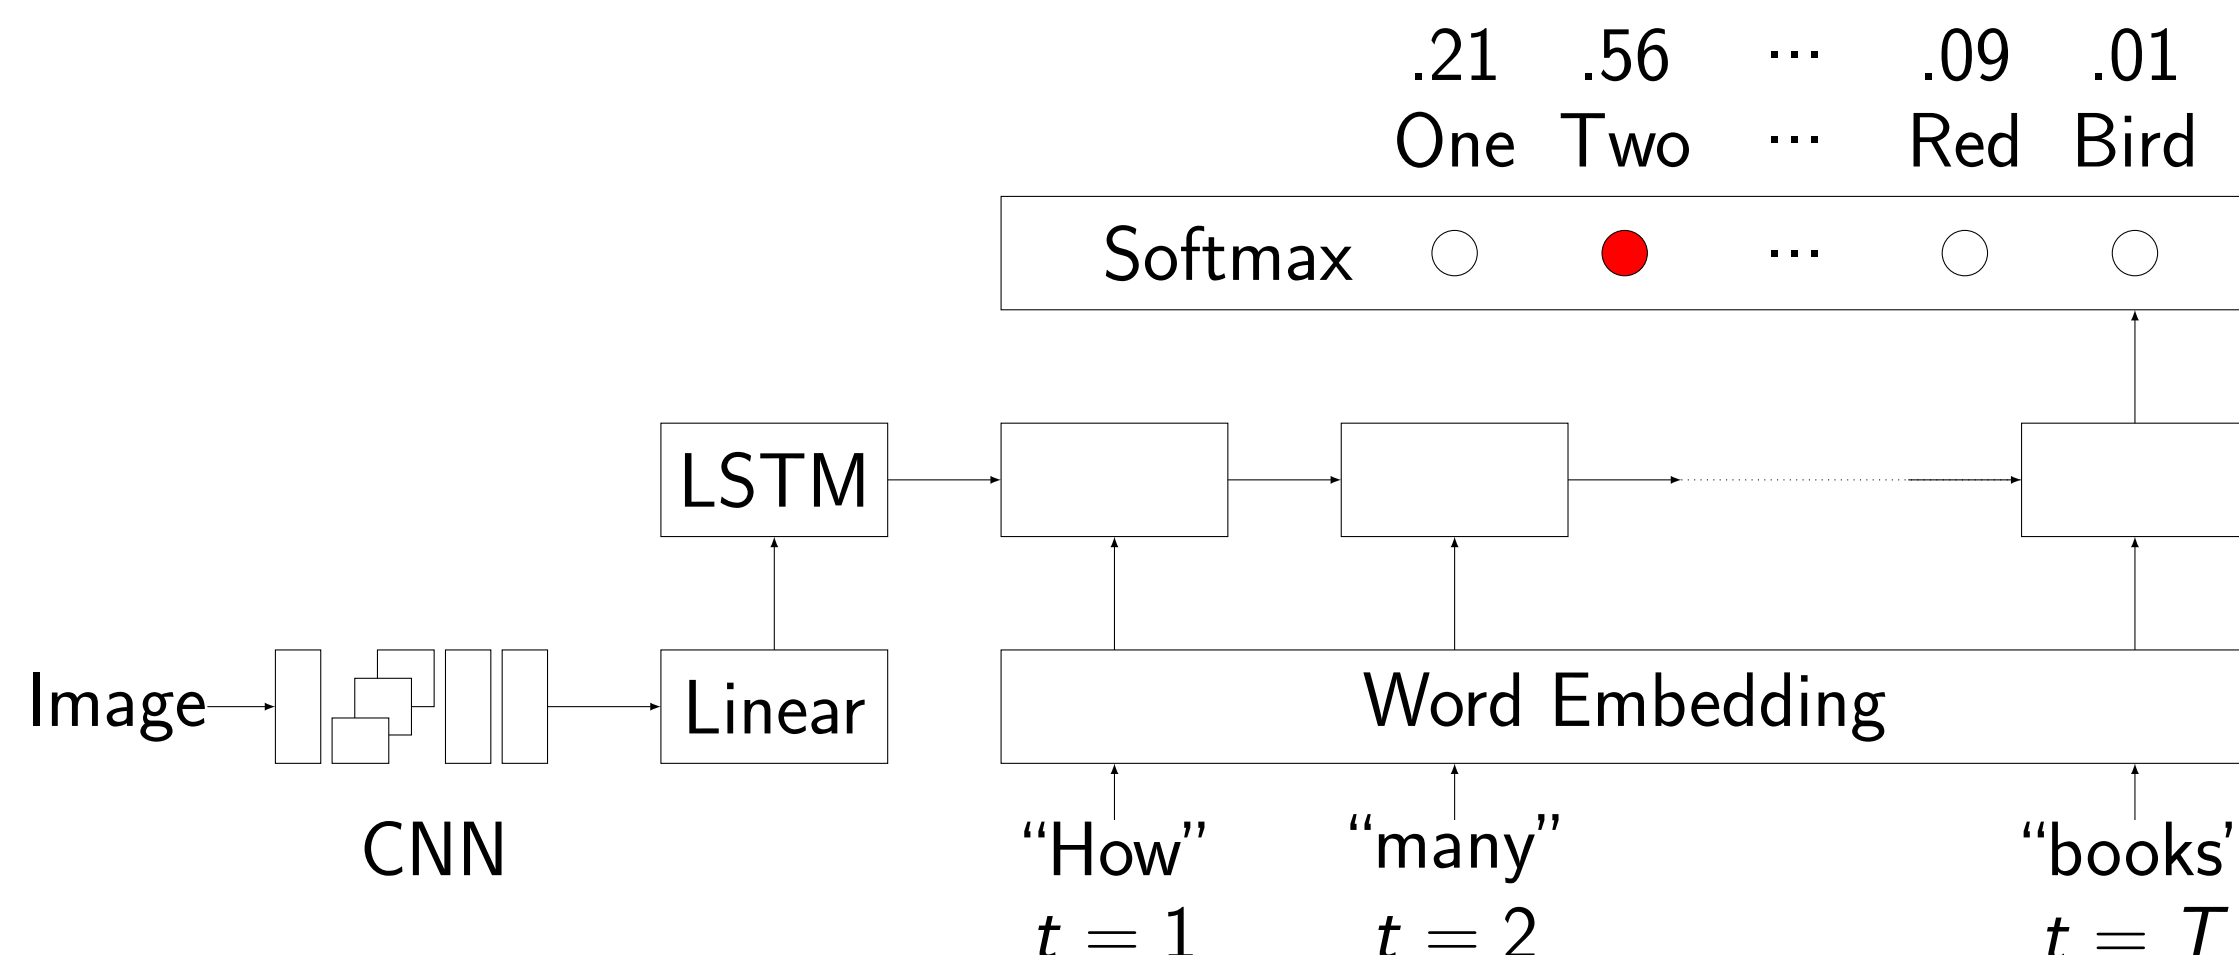 .21 .56 ... .09 .01
One Two ... Red Bird
Softmax ...
LSTM
Image Linear Word Embedding
CNN “How” “many” “books’
t = 1 t = 2 t = T